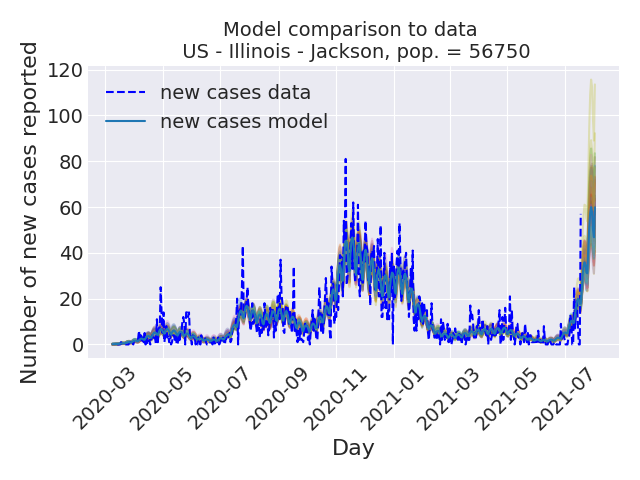 Model comparison to data
US - Illinois - Jackson, pop. = 56750
Number of new cases reported
120
100
80
60
40
20
0
new cases data
new cases model
2020-03
2020-05
2020-07
2020-09
2020-11
2021-01
2021-03
2021-05
2021-07
Day